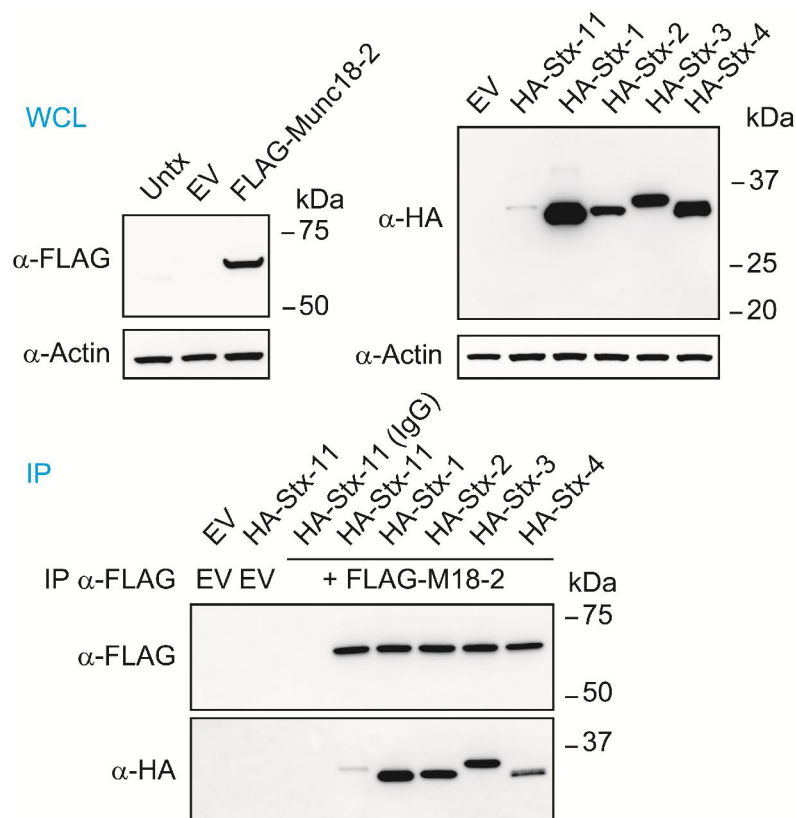 WCL
Untx
EV
FLAG-Munc18-2
kDa
–75
α-FLAG
–50
α-Actin
EV
HA-Stx-11
HA-Stx-1
HA-Stx-2
HA-Stx-3
HA-Stx-4
kDa
–37
α-HA
–25
–20
α-Actin
IP
EV
HA-Stx-11
HA-Stx-11 (IgG)
HA-Stx-11
HA-Stx-1
HA-Stx-2
HA-Stx-3
HA-Stx-4
IP α-FLAG EV EV + FLAG-M18-2 kDa
–75
α-FLAG
–50
–37
α-HA